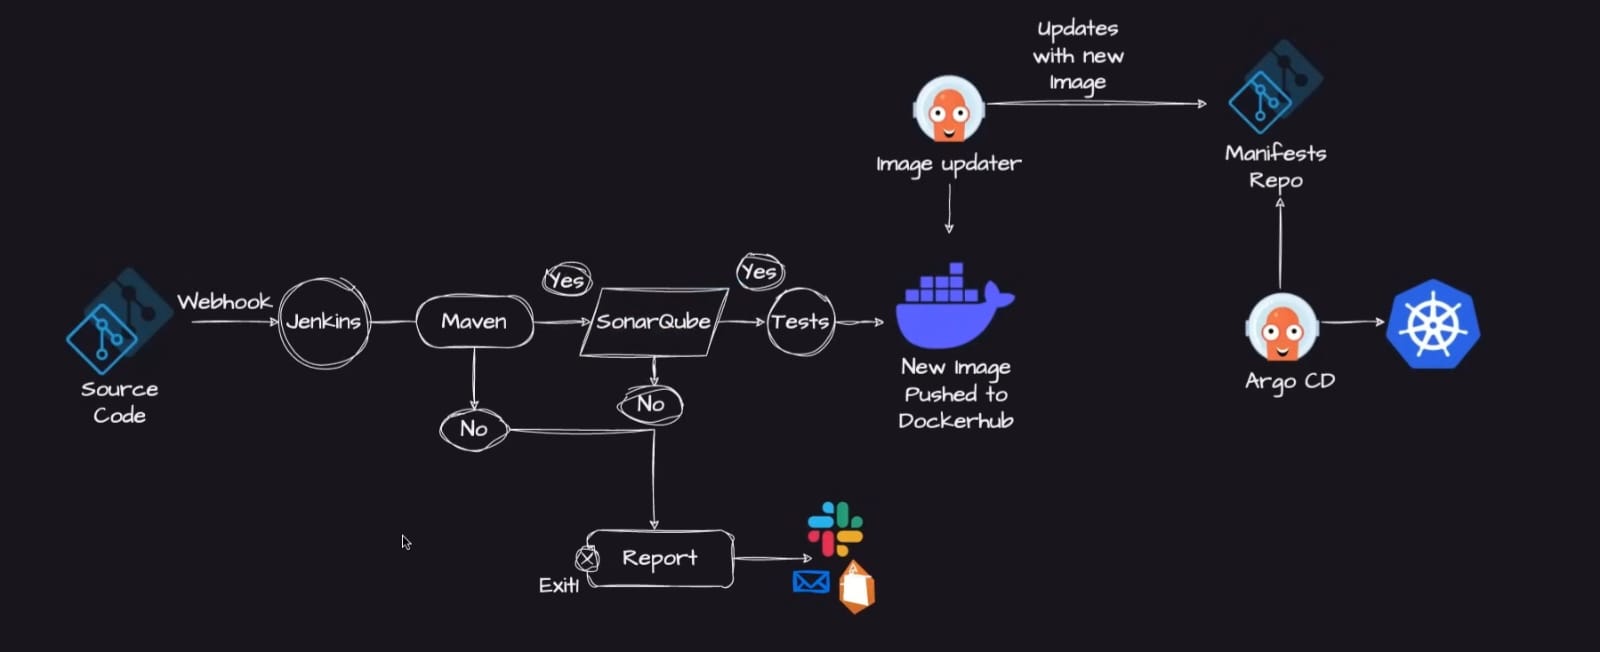 Updates
with new
Image
Image updater
Manifests
Repo
Webhook
Yes
Yes
Jenkins
Maven
SonarQube
Tests
Source
Code
New Image
Pushed to
Dockerhub
Argo CD
No
No
Report
Exit!